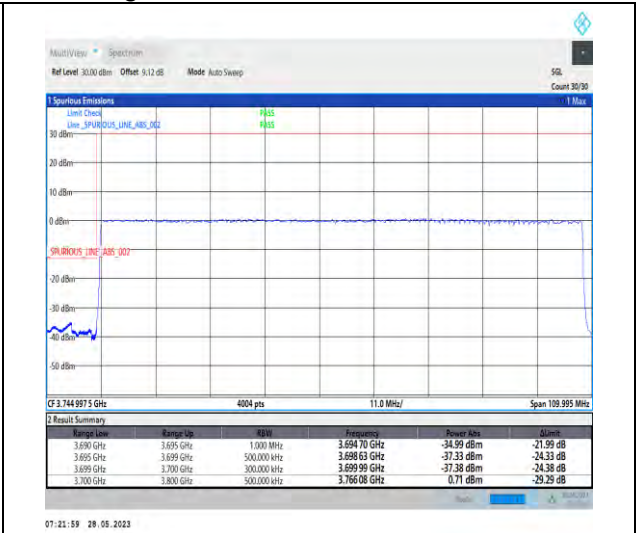 MultiView Spectrum
Ref Level 30.00 dBm Offset 9.12 dB Mode Auto Sweep SGL
Count 30/30
1 Spurious Emissions 1 Max
Limit Check PASS
Line _SPURIOUS_LINE_ABS_002 PASS
30 dBm
20 dBm
10 dBm
0 dBm
_SPURIOUS_LINE_ABS_002
-20 dBm
-30 dBm
-40 dBm
-50 dBm
CF 3.744 997 5 GHz 4004 pts 11.0 MHz/ Span 109.995 MHz
2 Result Summary
Range Low Range Up RBW Frequency Power Abs ΔLimit
3.690 GHz 3.695 GHz 1.000 MHz 3.694 70 GHz -34.99 dBm -21.99 dB
3.695 GHz 3.699 GHz 500.000 kHz 3.698 63 GHz -37.33 dBm -24.33 dB
3.699 GHz 3.700 GHz 300.000 kHz 3.699 99 GHz -37.38 dBm -24.38 dB
3.700 GHz 3.800 GHz 500.000 kHz 3.766 08 GHz 0.71 dBm -29.29 dB
07:21:59 28.05.2023